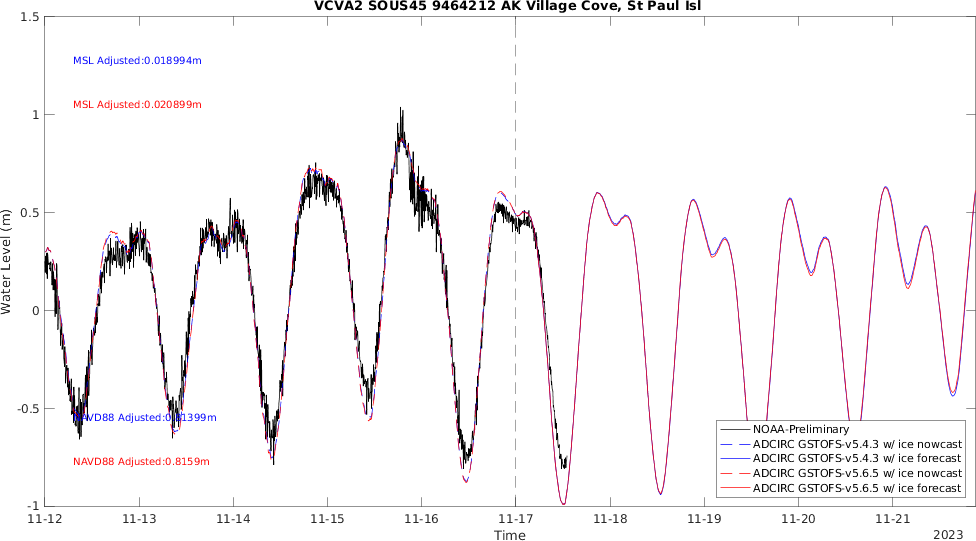 VCVA2 SOUS45 9464212 AK Village Cove, St Paul Isl
1.5
MSL Adjusted:0.018994m
1
MSL Adjusted:0.020899m
0.5
Water Level (m)
0
-0.5
NAVD88 Adjusted:0.81399m
NOAA-Preliminary
ADCIRC GSTOFS-v5.4.3 w/ ice nowcast
ADCIRC GSTOFS-v5.4.3 w/ ice forecast
NAVD88 Adjusted:0.8159m
ADCIRC GSTOFS-v5.6.5 w/ ice nowcast
ADCIRC GSTOFS-v5.6.5 w/ ice forecast
-1
11-12 11-13 11-14 11-15 11-16 11-17 11-18 11-19 11-20 11-21
Time
2023